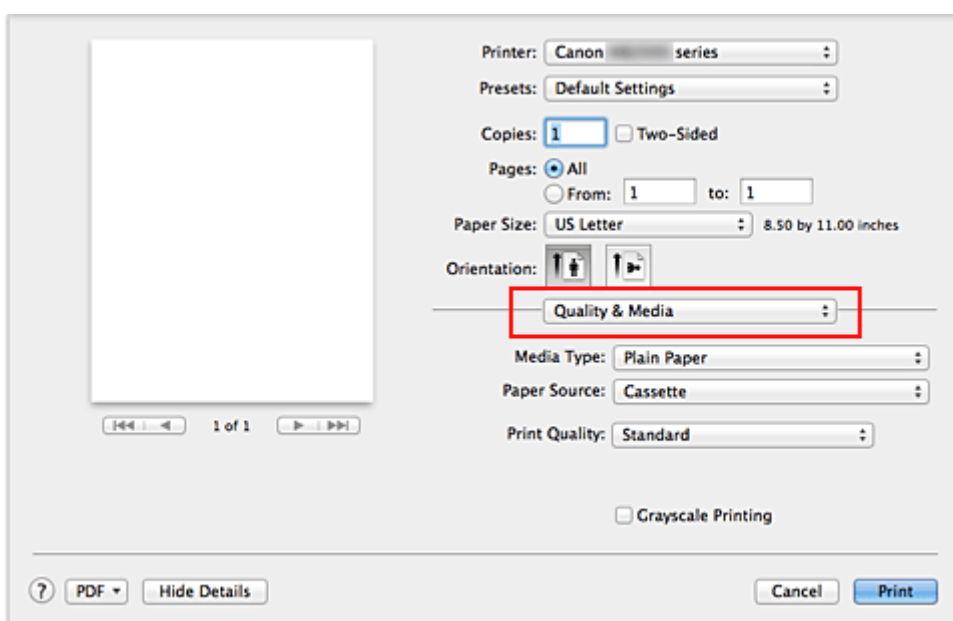 Printer: Canon series
Presets: Default Settings
Copies: 1 Two-Sided
Pages: All
From: 1 to: 1
Paper Size: US Letter 8.50 by 11.00 inches
Orientation:
Quality & Media
Media Type: Plain Paper
Paper Source: Cassette
1 of 1
Print Quality: Standard
Grayscale Printing
? PDF Hide Details Cancel Print